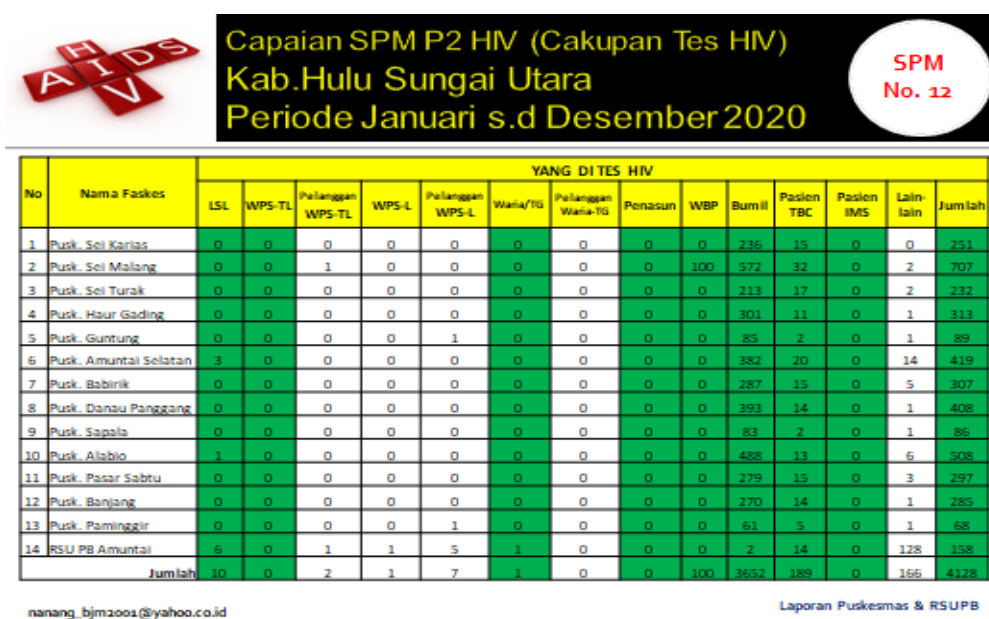 AIDS
HIV
Capaian SPM P2 HIV (Cakupan Tes HIV)
Kab.Hulu Sungai Utara
Periode Januari s.d Desember 2020
SPM
No. 12
No Nama Faskes YANG DI TES HIV
LSL WPS-TL Pelanggan WPS-TL WPS-L Pelanggan WPS-L Waria/TG Pelanggan Waria-TG Penasun WBP Bumil Pasien TBC Pasien IMS Lain-lain Jumlah
1 Pusk. Sei Karias 0 0 0 0 0 0 0 0 0 236 15 0 0 251
2 Pusk. Sei Malang 0 0 1 0 0 0 0 0 100 572 32 0 2 707
3 Pusk. Sei Turak 0 0 0 0 0 0 0 0 0 213 17 0 2 232
4 Pusk. Haur Gading 0 0 0 0 0 0 0 0 0 301 11 0 1 313
5 Pusk. Guntung 0 0 0 0 1 0 0 0 0 85 2 0 1 89
6 Pusk. Amuntai Selatan 3 0 0 0 0 0 0 0 0 382 20 0 14 419
7 Pusk. Babirik 0 0 0 0 0 0 0 0 0 287 15 0 5 307
8 Pusk. Danau Panggang 0 0 0 0 0 0 0 0 0 393 14 0 1 408
9 Pusk. Sapala 0 0 0 0 0 0 0 0 0 83 2 0 1 86
10 Pusk. Alabio 1 0 0 0 0 0 0 0 0 488 13 0 6 508
11 Pusk. Pasar Sabtu 0 0 0 0 0 0 0 0 0 279 15 0 3 297
12 Pusk. Banjang 0 0 0 0 0 0 0 0 0 270 14 0 1 285
13 Pusk. Paminggir 0 0 0 0 1 0 0 0 0 61 5 0 1 68
14 RSU PB Amuntai 6 0 1 1 5 1 0 0 0 2 14 0 128 158
Jumlah 10 0 2 1 7 1 0 0 100 3652 189 0 166 4128
nanang_bjm2001@yahoo.co.id
Laporan Puskesmas & RSUPB